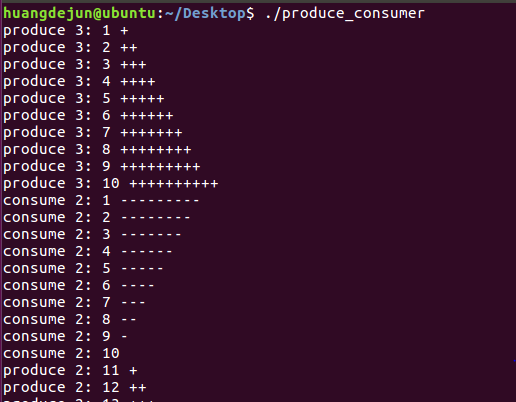 huangdejun@ubuntu:~/Desktop$ ./produce_consumer
produce 3: 1 +
produce 3: 2 ++
produce 3: 3 +++
produce 3: 4 ++++
produce 3: 5 +++++
produce 3: 6 ++++++
produce 3: 7 +++++++
produce 3: 8 ++++++++
produce 3: 9 +++++++++
produce 3: 10 ++++++++++
consume 2: 1 ---------
consume 2: 2 --------
consume 2: 3 -------
consume 2: 4 ------
consume 2: 5 -----
consume 2: 6 ----
consume 2: 7 ---
consume 2: 8 --
consume 2: 9 -
consume 2: 10
produce 2: 11 +
produce 2: 12 ++
produce 2: 13 +++